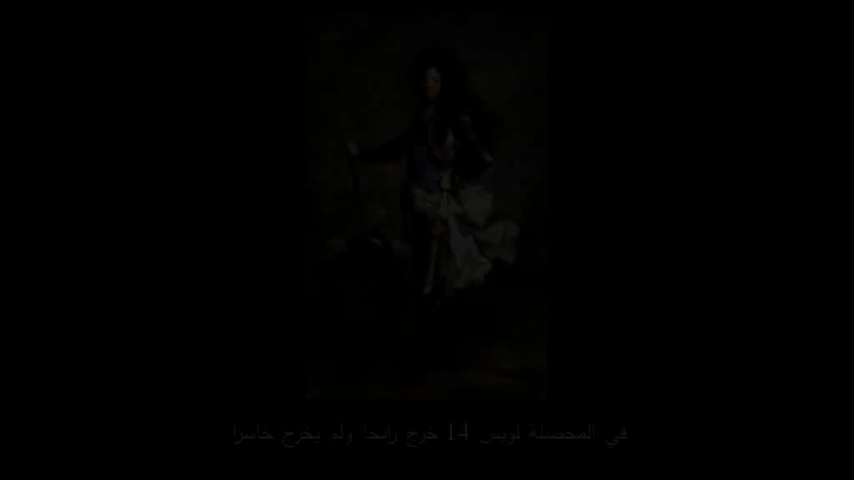 في المحصلة لويس 14 خرج رابحا ولم يخرج خاسرا